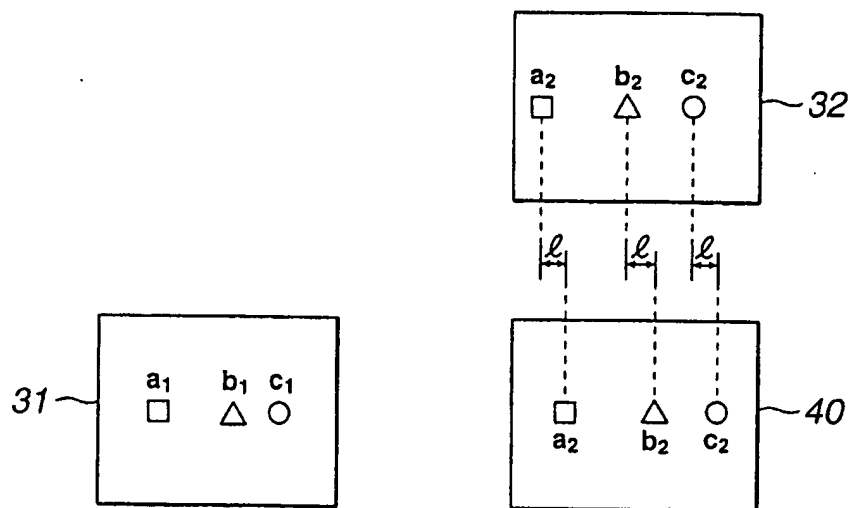 a₂ b₂ c₂
32
ℓ ℓ ℓ
a₁ b₁ c₁
31
40
a₂ b₂ c₂